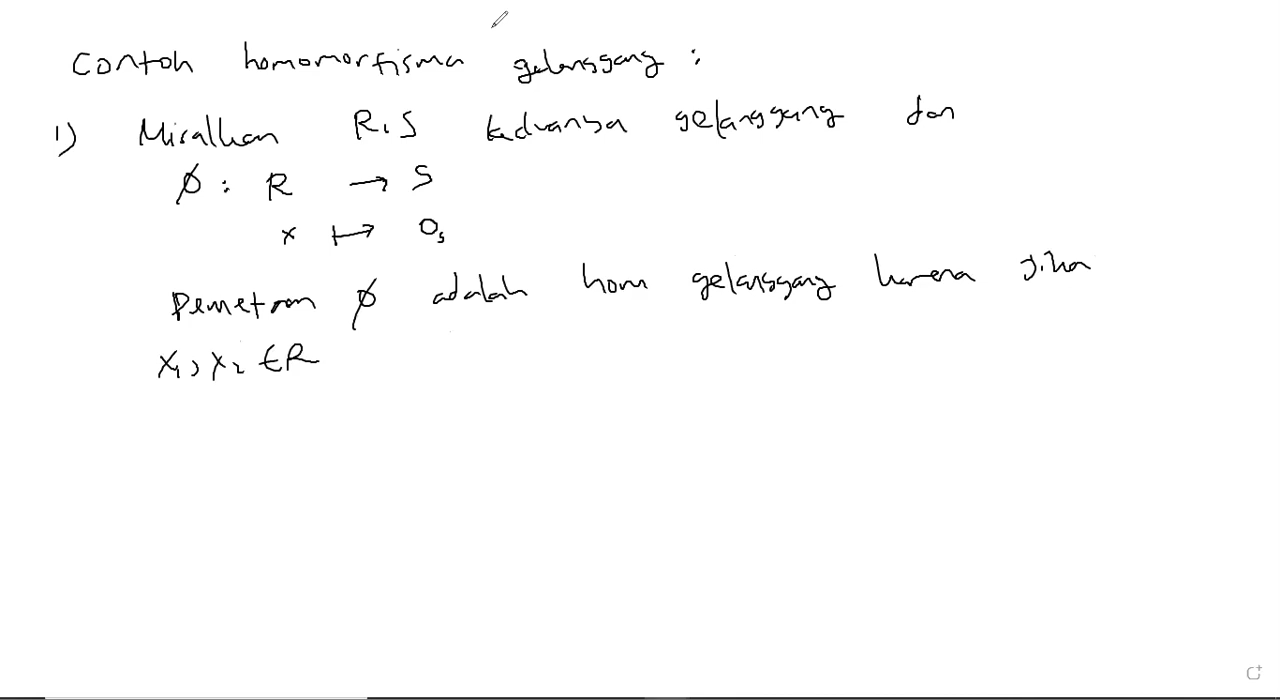 Contoh homomorfisma gelanggang :
1) Misalkan R, S keduanya gelanggang dan
ϕ : R → S
x ↦ 0ₛ
Pemetaan ϕ adalah hom gelanggang karena jika
x₁, x₂ ∈ R